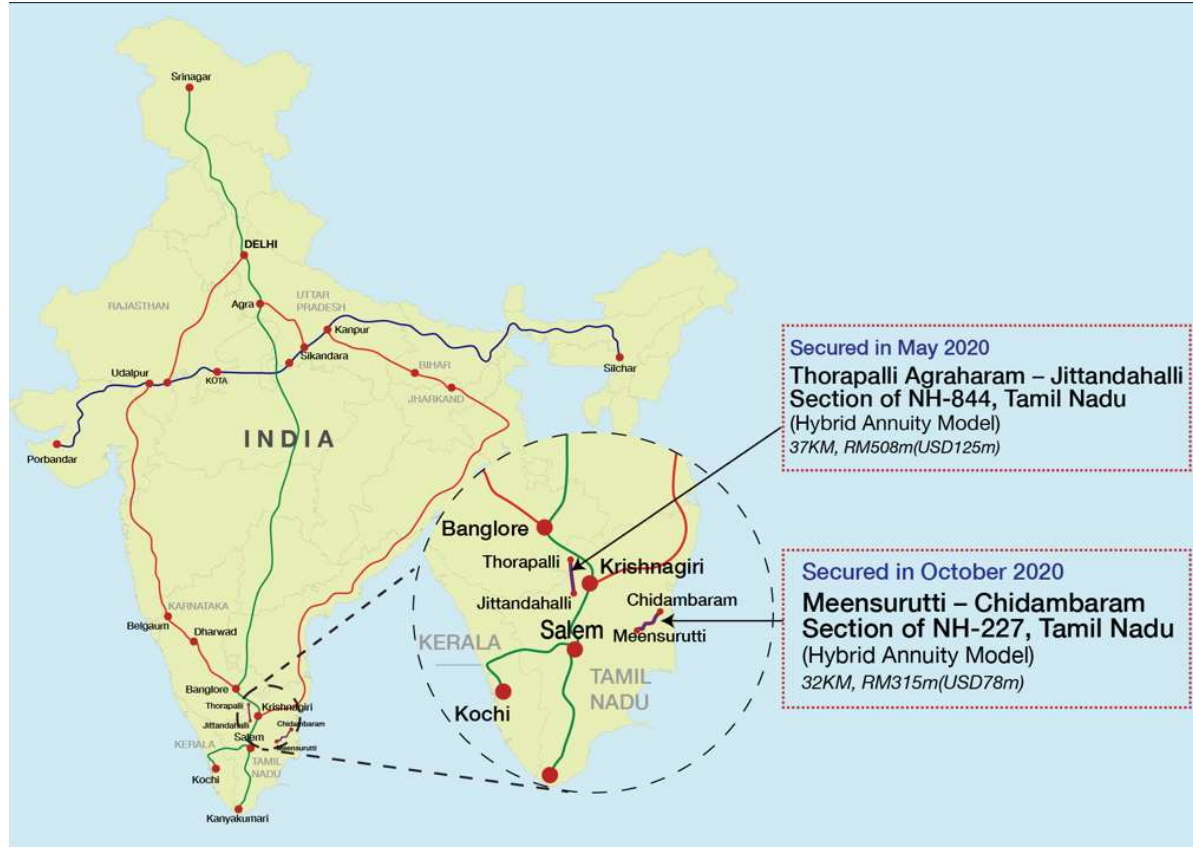 Srinagar
DELHI
RAJASTHAN
Agra
UTTAR
PRADESH
Kanpur
Sikandara
Udalpur
KOTA
BIHAR
JHARKAND
Silchar
Porbandar
INDIA
KARNATAKA
Belgaum
Dharwad
Banglore
Thorapalli
Jittandahalli
Krishnagiri
Chidambaram
Meensurutti
Salem
KERALA
TAMIL
NADU
Kochi
Kanyakumari
Banglore
Thorapalli
Krishnagiri
Jittandahalli
Chidambaram
Meensurutti
Salem
KERALA
TAMIL
NADU
Kochi
Secured in May 2020
Thorapalli Agraharam – Jittandahalli
Section of NH-844, Tamil Nadu
(Hybrid Annuity Model)
37KM, RM508m(USD125m)
Secured in October 2020
Meensurutti – Chidambaram
Section of NH-227, Tamil Nadu
(Hybrid Annuity Model)
32KM, RM315m(USD78m)